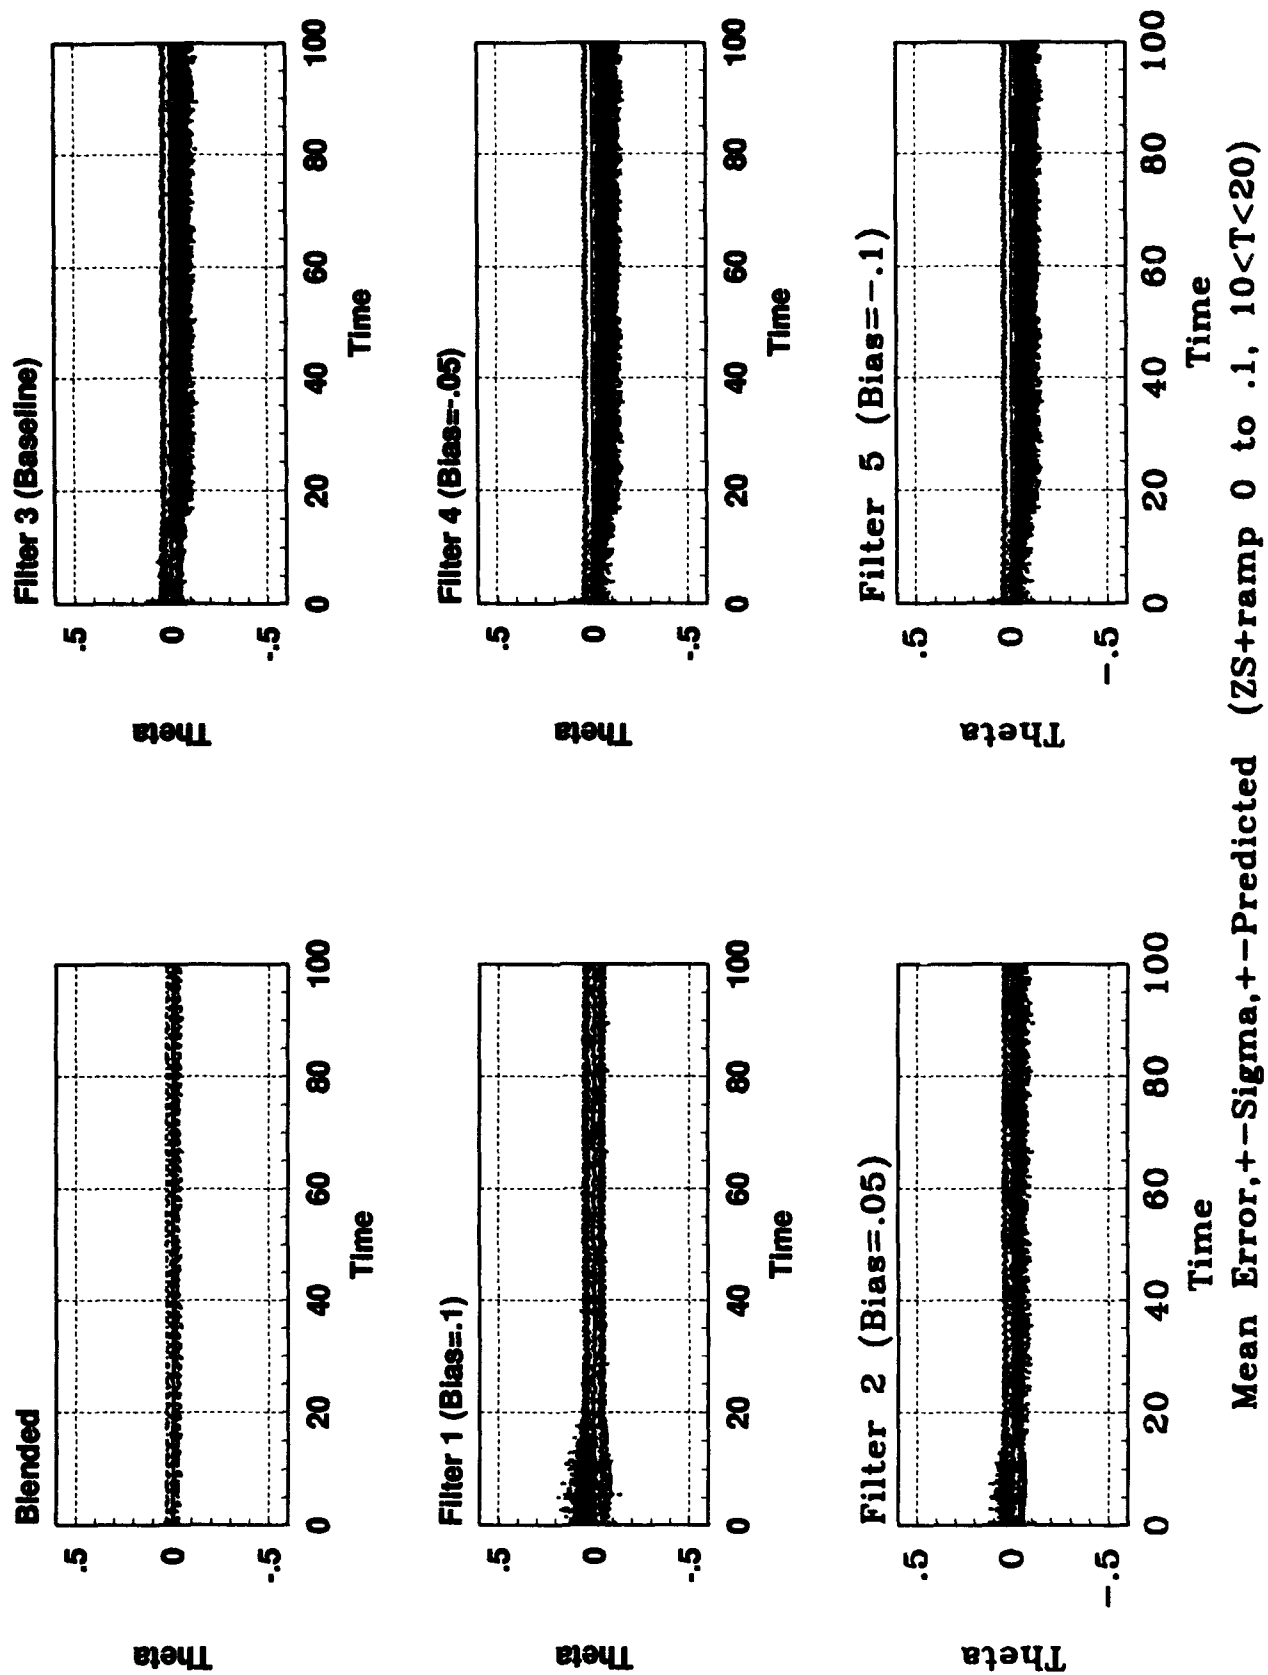 Blended
.5
0
-.5
Theta
0 20 40 60 80 100
Time
Filter 3 (Baseline)
.5
0
-.5
Theta
0 20 40 60 80 100
Time
Filter 1 (Bias=.1)
.5
0
-.5
Theta
0 20 40 60 80 100
Time
Filter 4 (Bias=-.05)
.5
0
-.5
Theta
0 20 40 60 80 100
Time
Filter 2 (Bias=.05)
.5
0
-.5
Theta
0 20 40 60 80 100
Time
Filter 5 (Bias=-.1)
.5
0
-.5
Theta
0 20 40 60 80 100
Time
Mean Error,+-Sigma,+-Predicted (ZS+ramp 0 to .1, 10<T<20)